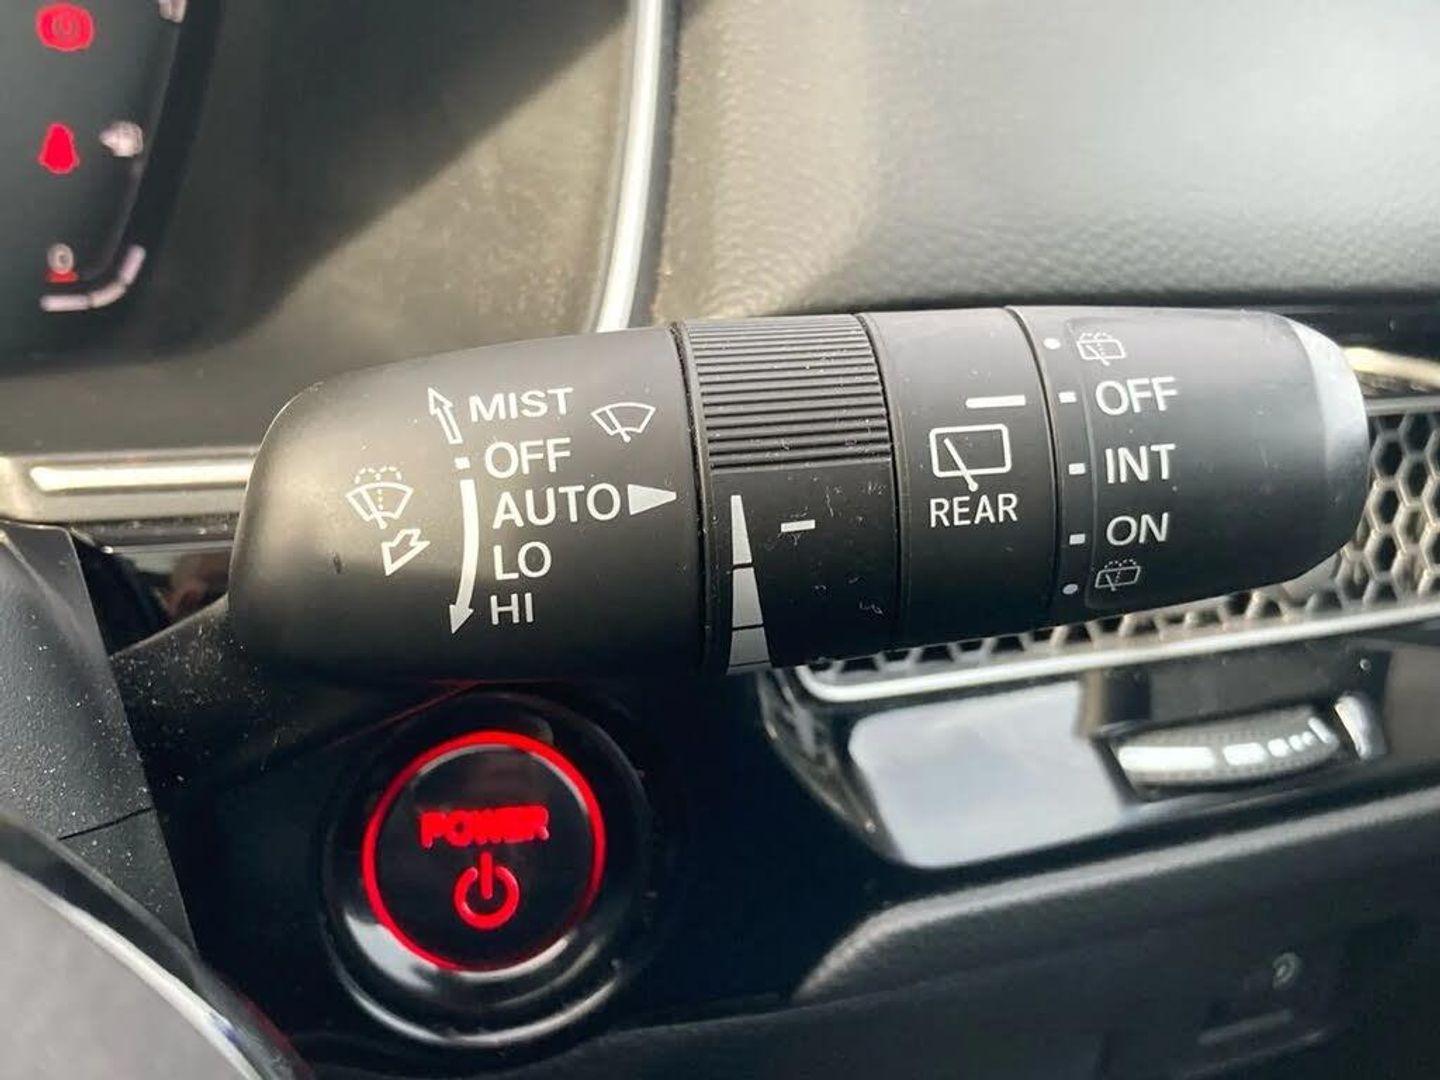 MIST
OFF
AUTO
LO
HI
REAR
OFF
INT
ON
POWER